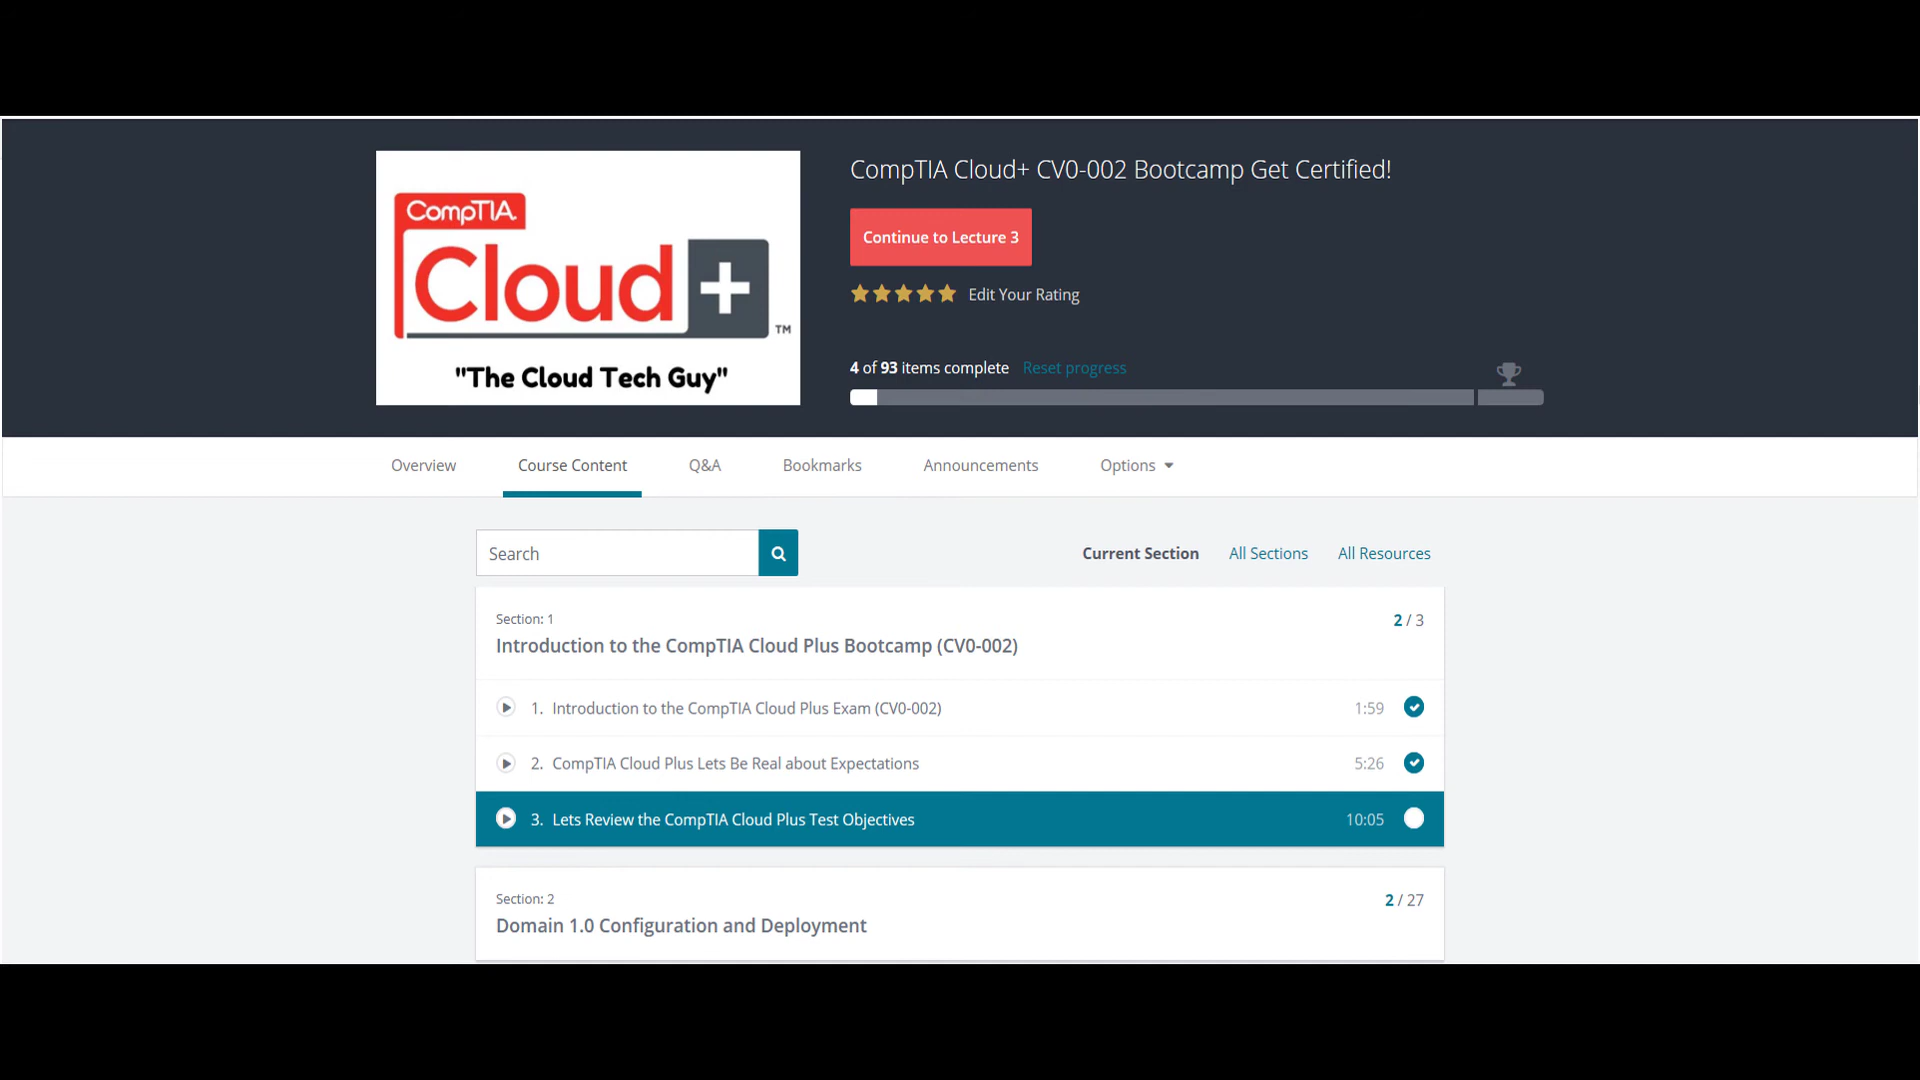 CompTIA
Cloud+ ™
"The Cloud Tech Guy"
CompTIA Cloud+ CV0-002 Bootcamp Get Certified!
Continue to Lecture 3
Edit Your Rating
4 of 93 items complete Reset progress
Overview Course Content Q&A Bookmarks Announcements Options
Search Current Section All Sections All Resources
Section: 1 2 / 3
Introduction to the CompTIA Cloud Plus Bootcamp (CV0-002)
1. Introduction to the CompTIA Cloud Plus Exam (CV0-002) 1:59
2. CompTIA Cloud Plus Lets Be Real about Expectations 5:26
3. Lets Review the CompTIA Cloud Plus Test Objectives 10:05
Section: 2 2 / 27
Domain 1.0 Configuration and Deployment